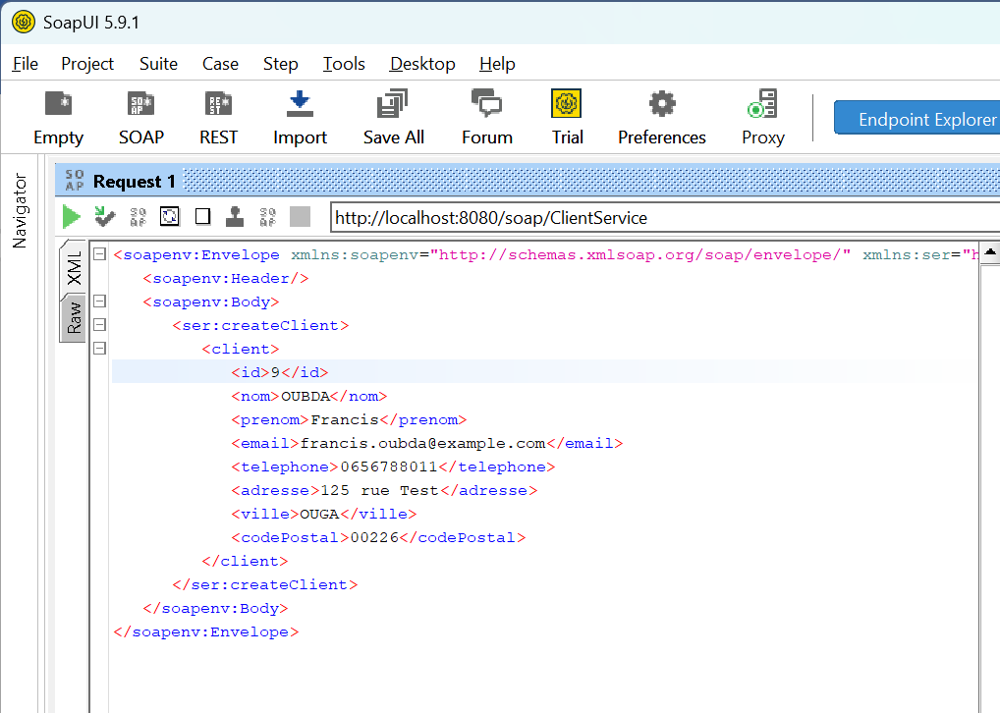 SoapUI 5.9.1
File Project Suite Case Step Tools Desktop Help
Empty SOAP REST Import Save All Forum Trial Preferences Proxy Endpoint Explorer
Navigator
SO AP Request 1
http://localhost:8080/soap/ClientService
XML
Raw
<soapenv:Envelope xmlns:soapenv="http://schemas.xmlsoap.org/soap/envelope/" xmlns:ser="h
<soapenv:Header/>
<soapenv:Body>
<ser:createClient>
<client>
<id>9</id>
<nom>OUBDA</nom>
<prenom>Francis</prenom>
<email>francis.oubda@example.com</email>
<telephone>0656788011</telephone>
<adresse>125 rue Test</adresse>
<ville>OUGA</ville>
<codePostal>00226</codePostal>
</client>
</ser:createClient>
</soapenv:Body>
</soapenv:Envelope>